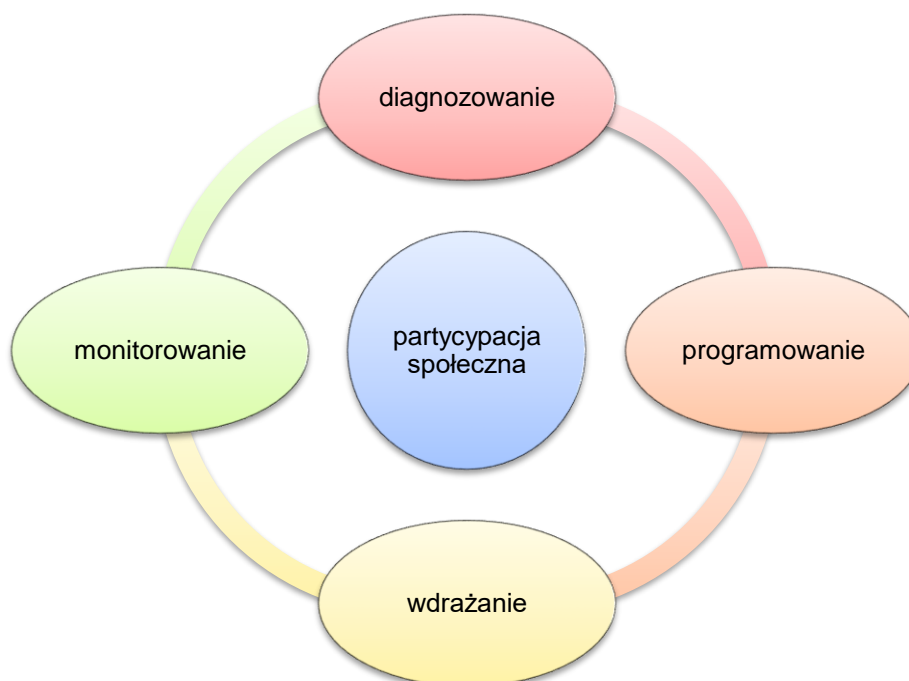 diagnozowanie
monitorowanie
partycypacja
społeczna
programowanie
wdrażanie